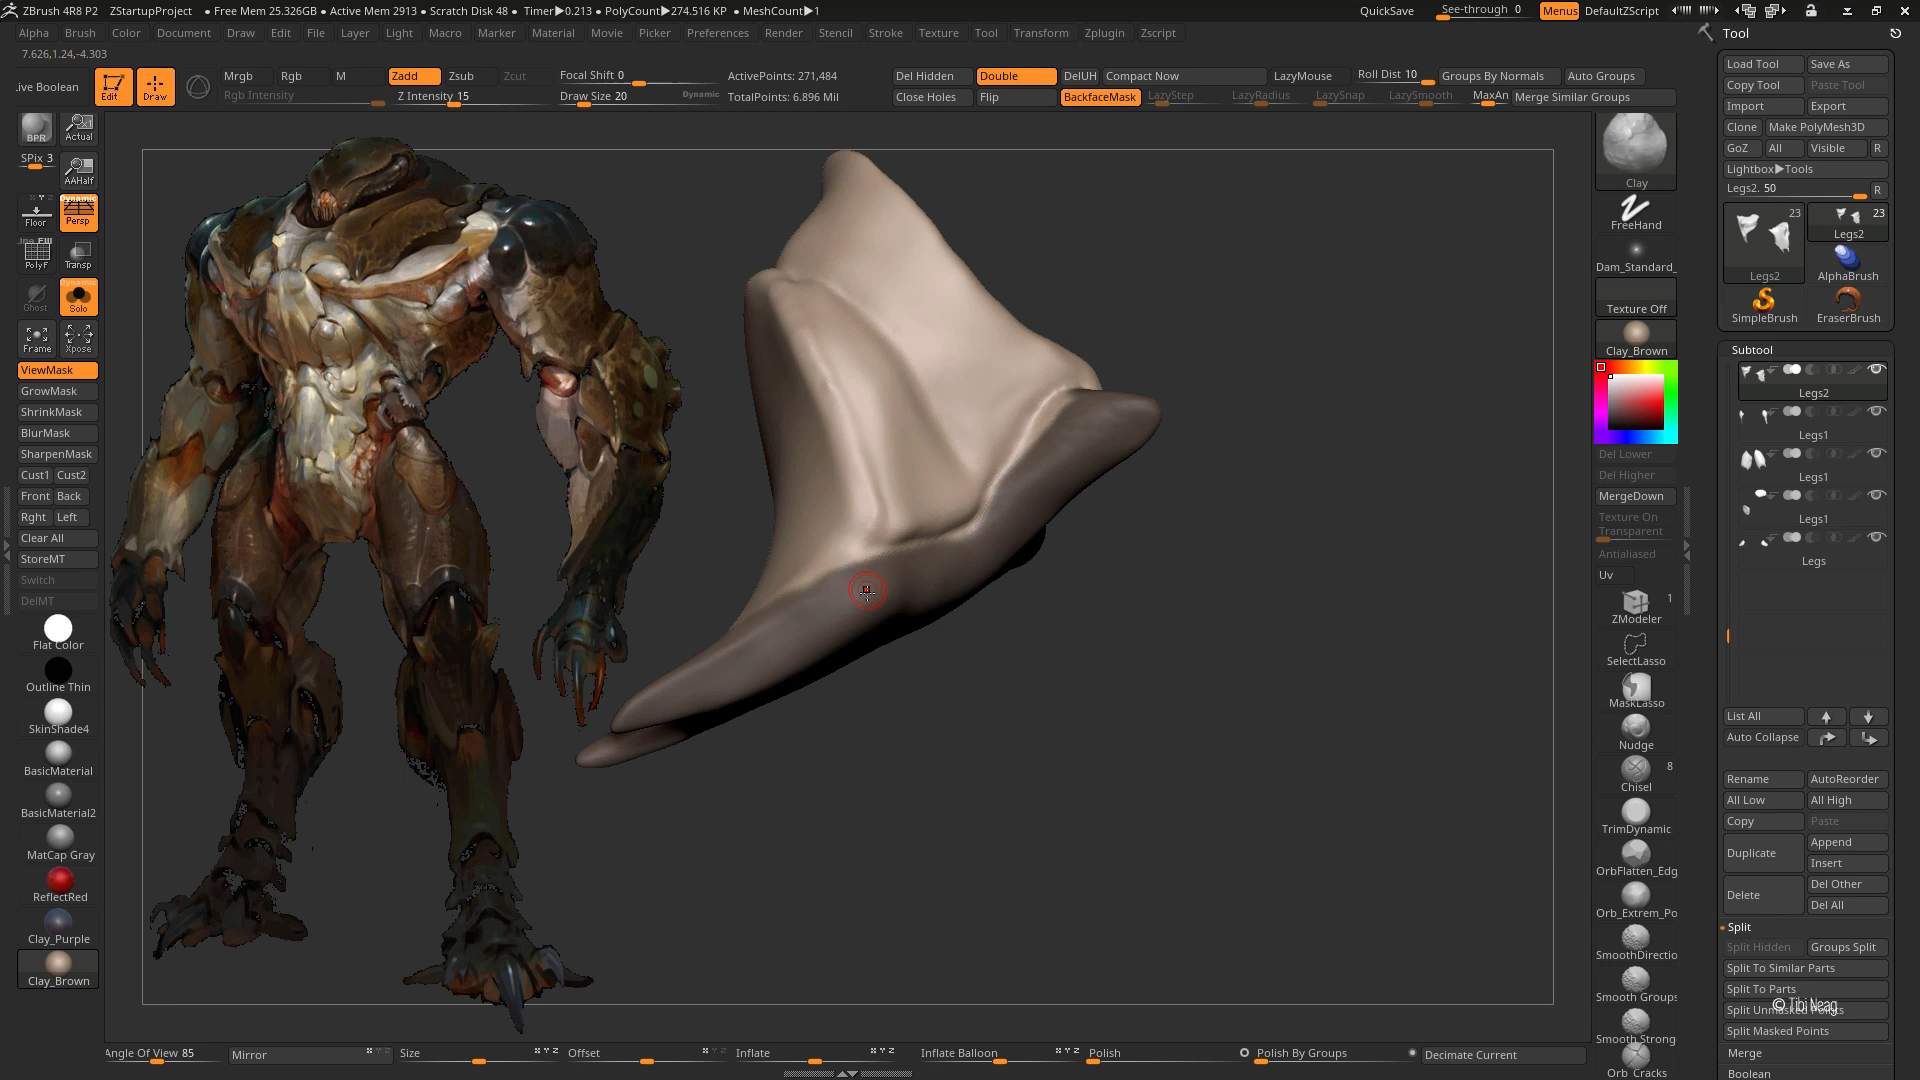 ZBrush 4R8 P2 ZStartupProject • Free Mem 25.326GB • Active Mem 2913 • Scratch Disk 48 • Timer▶0.213 • PolyCount▶274.516 KP • MeshCount▶1 QuickSave See-through 0 Menus DefaultZScript
Alpha Brush Color Document Draw Edit File Layer Light Macro Marker Material Movie Picker Preferences Render Stencil Stroke Texture Tool Transform Zplugin Zscript
7.626,1.24,-4.303
ive Boolean Edit Draw
Mrgb Rgb M Zadd Zsub Zcut Focal Shift 0 ActivePoints: 271,484
Rgb Intensity Z Intensity 15 Draw Size 20 Dynamic TotalPoints: 6.896 Mil
Del Hidden Double DelUH Compact Now LazyMouse Roll Dist 10 Groups By Normals Auto Groups
Close Holes Flip BackfaceMask LazyStep LazyRadius LazySnap LazySmooth MaxAn Merge Similar Groups
BPR Actual
SPix 3 AAHalf
Floor Dynamic Persp
PolyF Transp
Ghost Dynamic Solo
Frame Xpose
ViewMask
GrowMask
ShrinkMask
BlurMask
SharpenMask
Cust1 Cust2
Front Back
Rght Left
Clear All
StoreMT
Switch
DelMT
Flat Color
Outline Thin
SkinShade4
BasicMaterial
BasicMaterial2
MatCap Gray
ReflectRed
Clay_Purple
Clay_Brown
Clay
FreeHand
Dam_Standard_
Texture Off
Clay_Brown
Del Lower
Del Higher
MergeDown
Texture On
Transparent
Antialiased
Uv
1
ZModeler
SelectLasso
MaskLasso
Nudge
8
Chisel
TrimDynamic
OrbFlatten_Edg
Orb_Extrem_Po
SmoothDirectio
Smooth Groups
Smooth Strong
Orb_Cracks
Tool
Load Tool Save As
Copy Tool Paste Tool
Import Export
Clone Make PolyMesh3D
GoZ All Visible R
Lightbox▶Tools
Legs2. 50 R
23 23
Legs2
Legs2 AlphaBrush
SimpleBrush EraserBrush
Subtool
Legs2
Legs1
Legs1
Legs1
Legs
List All
Auto Collapse
Rename AutoReorder
All Low All High
Copy Paste
Duplicate Append
Insert
Delete Del Other
Del All
Split
Split Hidden Groups Split
Split To Similar Parts
Split To Parts
© Tibi Neag
Split Unmasked Points
Split Masked Points
Merge
Boolean
Angle Of View 85 Mirror Size Offset Inflate Inflate Balloon Polish Polish By Groups Decimate Current